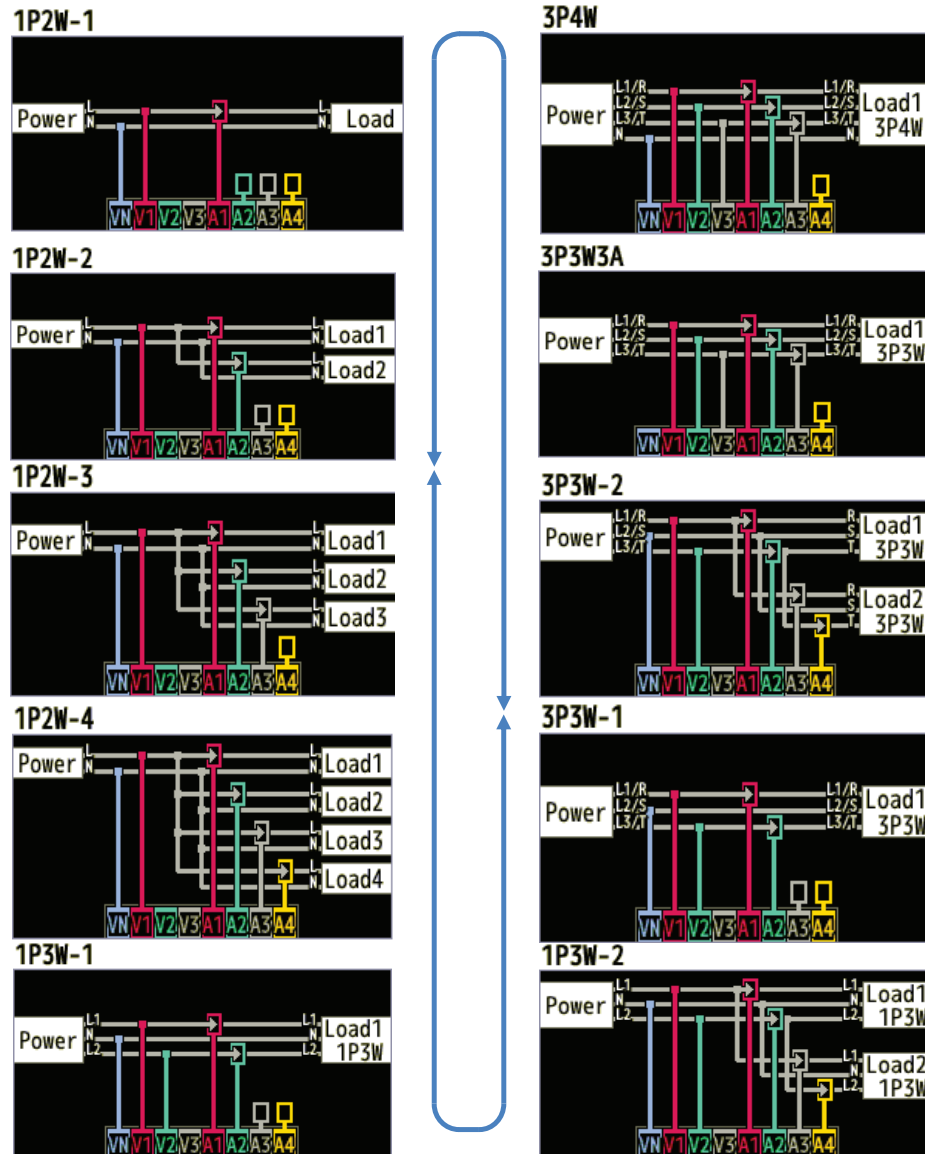 1P2W-1
L
N
Power
L
N
Load
VN V1 V2 V3 A1 A2 A3 A4
1P2W-2
L
N
Power
L
N
Load1
L
N
Load2
VN V1 V2 V3 A1 A2 A3 A4
1P2W-3
L
N
Power
L
N
Load1
L
N
Load2
L
N
Load3
VN V1 V2 V3 A1 A2 A3 A4
1P2W-4
L
N
Power
L
N
Load1
L
N
Load2
L
N
Load3
L
N
Load4
VN V1 V2 V3 A1 A2 A3 A4
1P3W-1
L1
N
L2
Power
L1
N
L2
Load1
1P3W
VN V1 V2 V3 A1 A2 A3 A4
3P4W
L1/R
L2/S
L3/T
N
Power
L1/R
L2/S
L3/T
N
Load1
3P4W
VN V1 V2 V3 A1 A2 A3 A4
3P3W3A
L1/R
L2/S
L3/T
Power
L1/R
L2/S
L3/T
Load1
3P3W
VN V1 V2 V3 A1 A2 A3 A4
3P3W-2
L1/R
L2/S
L3/T
Power
R
S
T
Load1
3P3W
R
S
T
Load2
3P3W
VN V1 V2 V3 A1 A2 A3 A4
3P3W-1
L1/R
L2/S
L3/T
Power
L1/R
L2/S
L3/T
Load1
3P3W
VN V1 V2 V3 A1 A2 A3 A4
1P3W-2
L1
N
L2
Power
L1
N
L2
Load1
1P3W
L1
N
L2
Load2
1P3W
VN V1 V2 V3 A1 A2 A3 A4